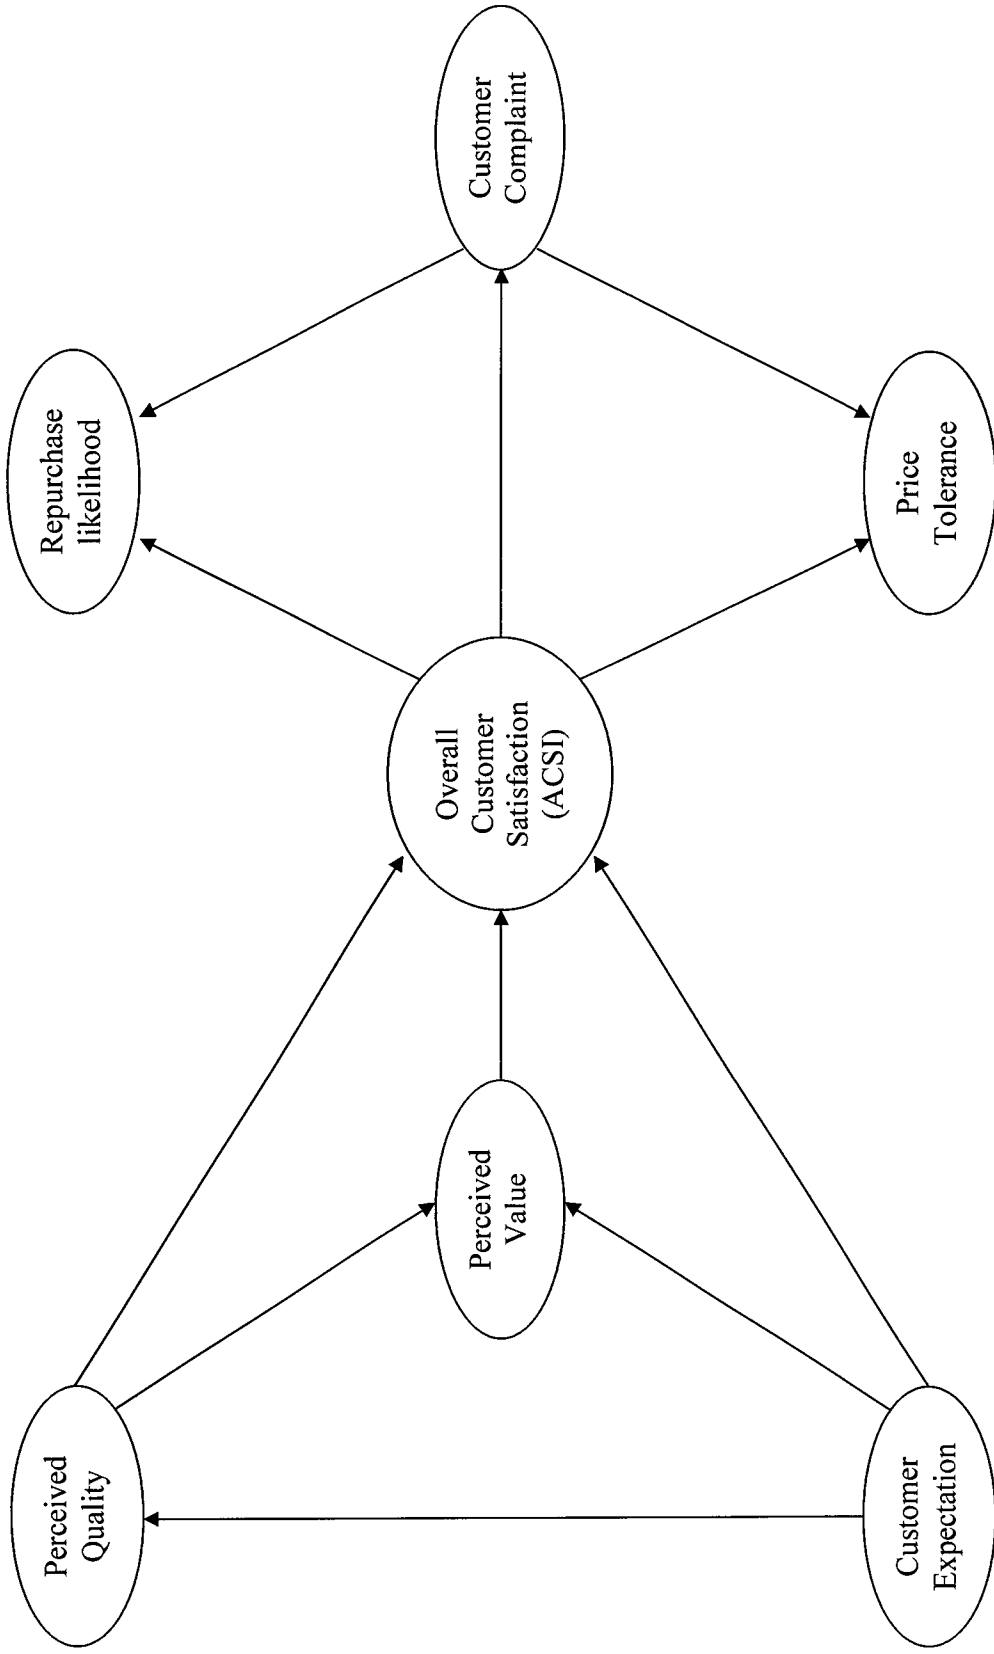 Perceived
Quality
Customer
Expectation
Perceived
Value
Overall
Customer
Satisfaction
(ACSI)
Repurchase
likelihood
Price
Tolerance
Customer
Complaint